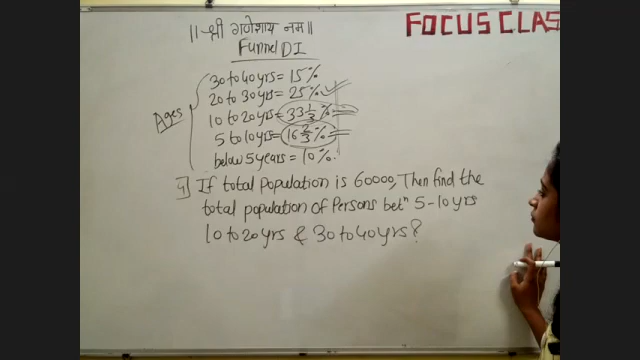 ॥ श्री गणेशाय नमः॥
FOCUS CLAS
Funnel DI
Ages
30 to 40 yrs = 15%
20 to 30 yrs = 25%
10 to 20 yrs = 33 1/3 %
5 to 10 yrs = 16 2/3 %
below 5 years = 10%.
4) If total population is 60000, Then find the
total population of Persons betⁿ 5-10 yrs
10 to 20 yrs & 30 to 40 yrs?